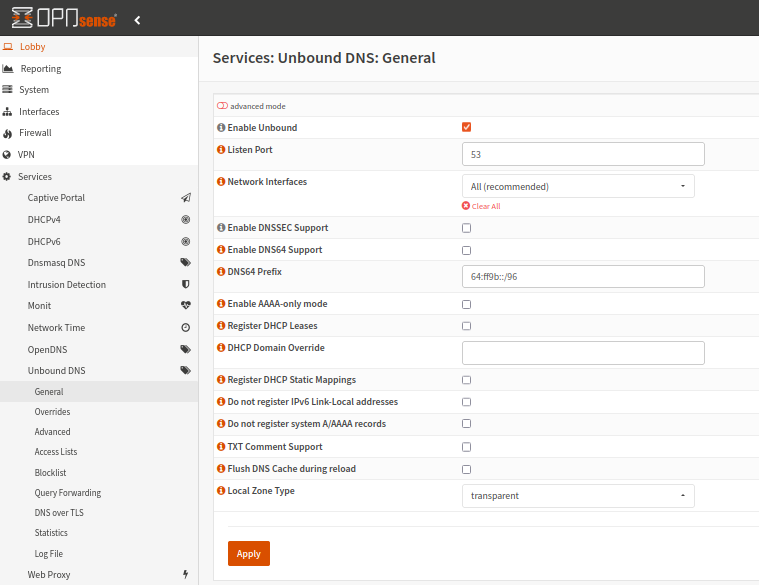 OPNsense
Lobby
Reporting
System
Interfaces
Firewall
VPN
Services
Captive Portal
DHCPv4
DHCPv6
Dnsmasq DNS
Intrusion Detection
Monit
Network Time
OpenDNS
Unbound DNS
General
Overrides
Advanced
Access Lists
Blocklist
Query Forwarding
DNS over TLS
Statistics
Log File
Web Proxy
Services: Unbound DNS: General
advanced mode
Enable Unbound
Listen Port
53
Network Interfaces
All (recommended)
Clear All
Enable DNSSEC Support
Enable DNS64 Support
DNS64 Prefix
64:ff9b::/96
Enable AAAA-only mode
Register DHCP Leases
DHCP Domain Override
Register DHCP Static Mappings
Do not register IPv6 Link-Local addresses
Do not register system A/AAAA records
TXT Comment Support
Flush DNS Cache during reload
Local Zone Type
transparent
Apply